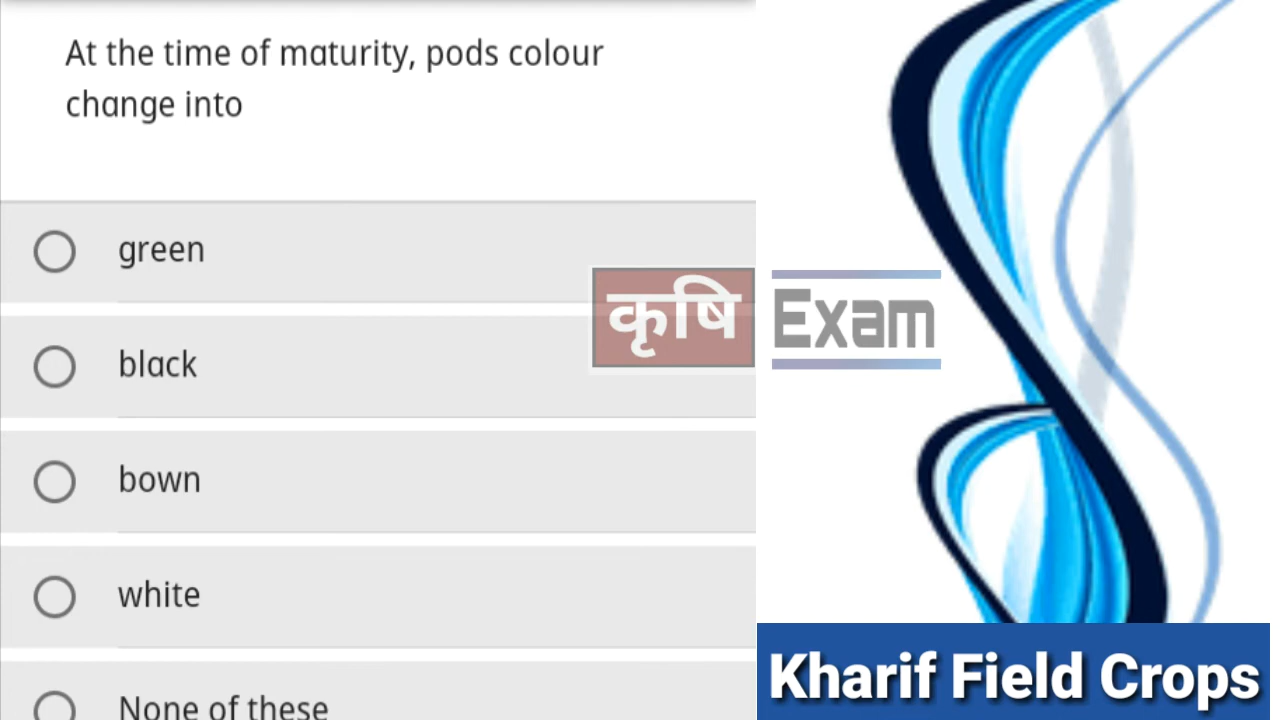 At the time of maturity, pods colour
change into
green
black
कृषि Exam
bown
white
None of these
Kharif Field Crops